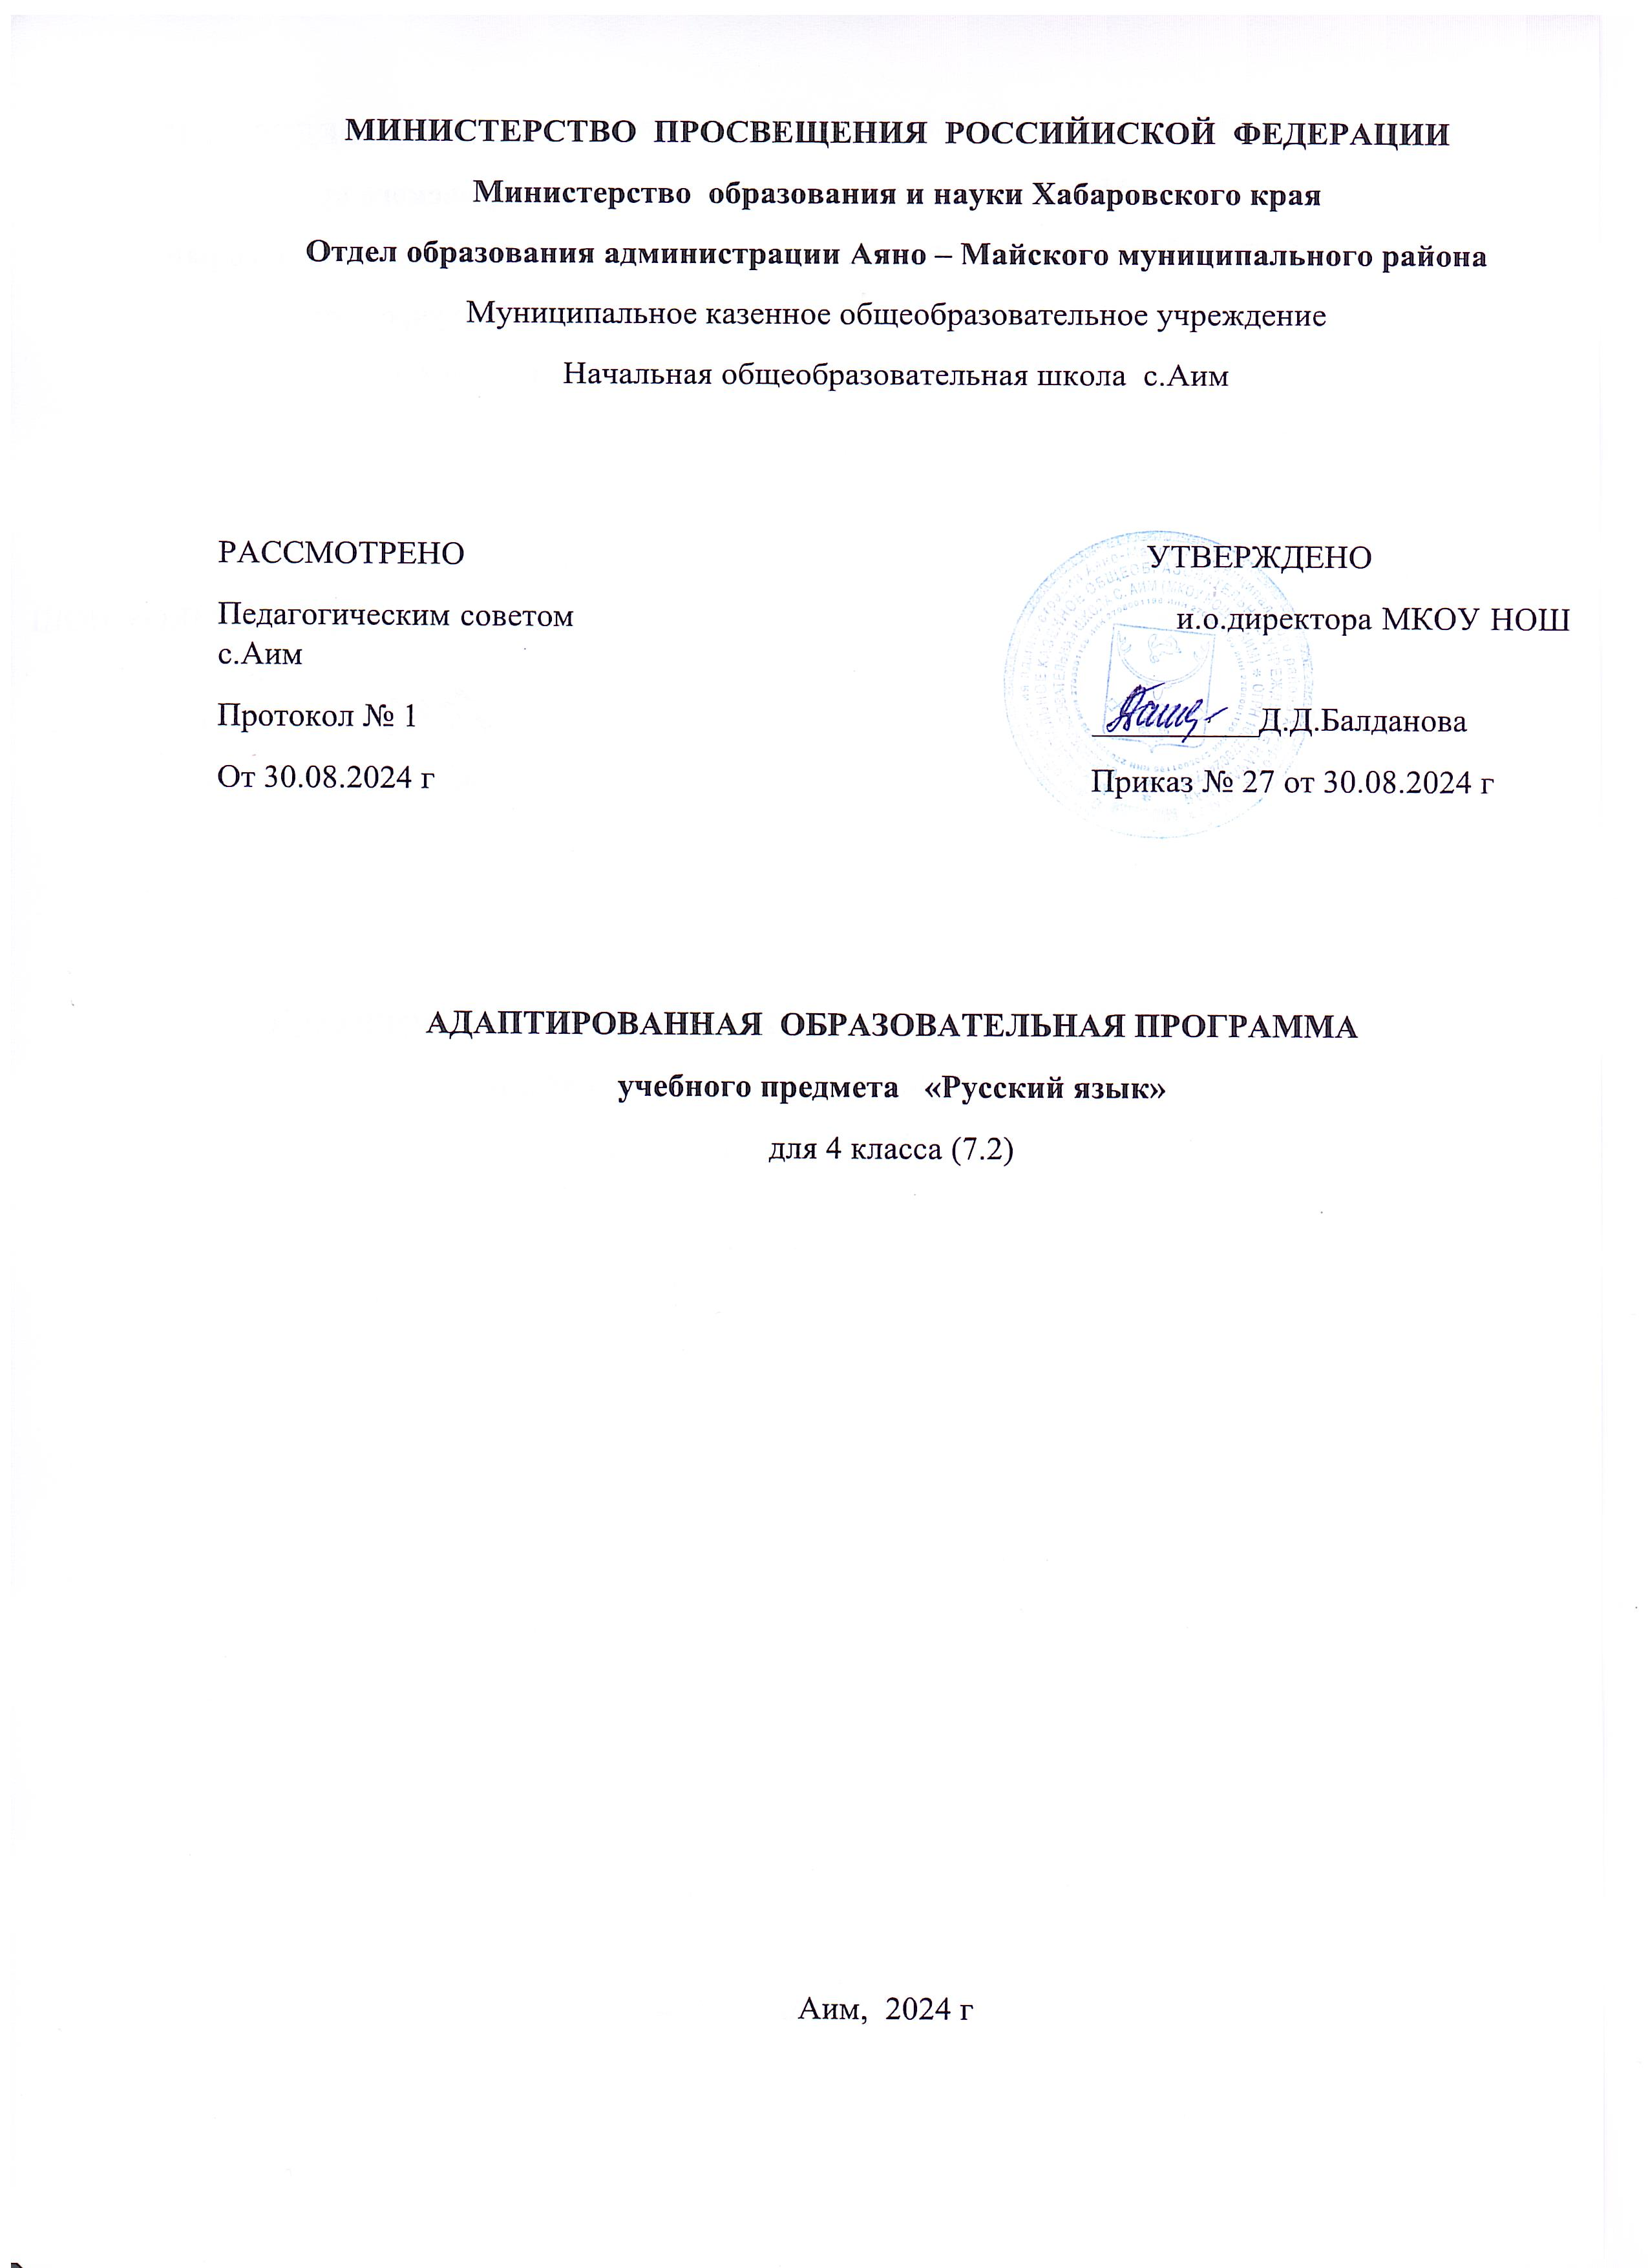 МИНИСТЕРСТВО ПРОСВЕЩЕНИЯ РОССИЙИСКОЙ ФЕДЕРАЦИИ
Министерство образования и науки Хабаровского края
Отдел образования администрации Аяно – Майского муниципального района
Муниципальное казенное общеобразовательное учреждение
Начальная общеобразовательная школа с.Аим
РАССМОТРЕНО
Педагогическим советом
с.Аим
Протокол № 1
От 30.08.2024 г
УТВЕРЖДЕНО
и.о.директора МКОУ НОШ
Д.Д.Балданова
Приказ № 27 от 30.08.2024 г
АДАПТИРОВАННАЯ ОБРАЗОВАТЕЛЬНАЯ ПРОГРАММА
учебного предмета «Русский язык»
для 4 класса (7.2)
Аим, 2024 г